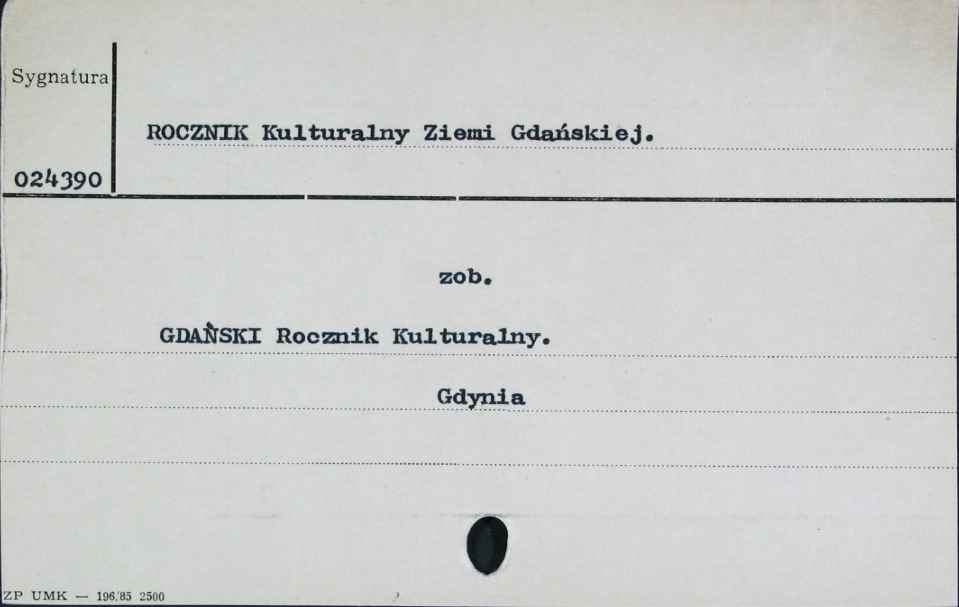 Sygnatura
ROCZNIK Kulturalny Ziemi Gdańskiej.
024390
zob.
GDAŃSKI Rocznik Kulturalny.
Gdynia
ZP UMK — 196/85 2500